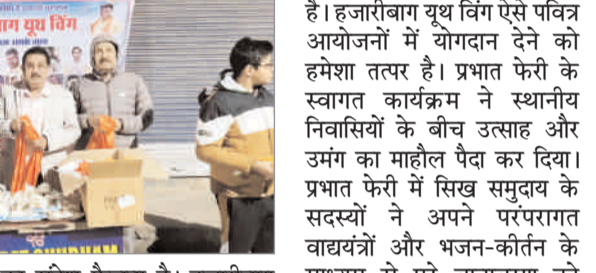 ाग यूथ विंग
है। हजारीबाग यूथ विंग ऐसे पवित्र
आयोजनों में योगदान देने को
हमेशा तत्पर है। प्रभात फेरी के
स्वागत कार्यक्रम ने स्थानीय
निवासियों के बीच उत्साह और
उमंग का माहौल पैदा कर दिया।
प्रभात फेरी में सिख समुदाय के
सदस्यों ने अपने परंपरागत
वाद्ययंत्रों और भजन-कीर्तन के